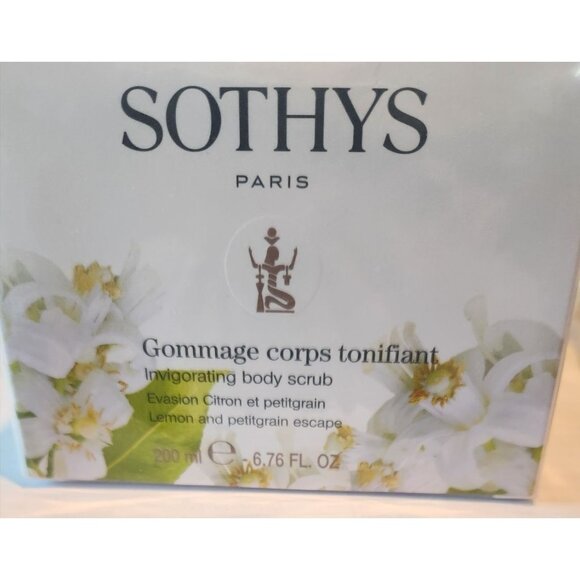 SOTHYS
PARIS
Gommage corps tonifiant
Invigorating body scrub
Evasion Citron et petitgrain
Lemon and petitgrain escape
200 ml ℮ - 6,76 FL. OZ